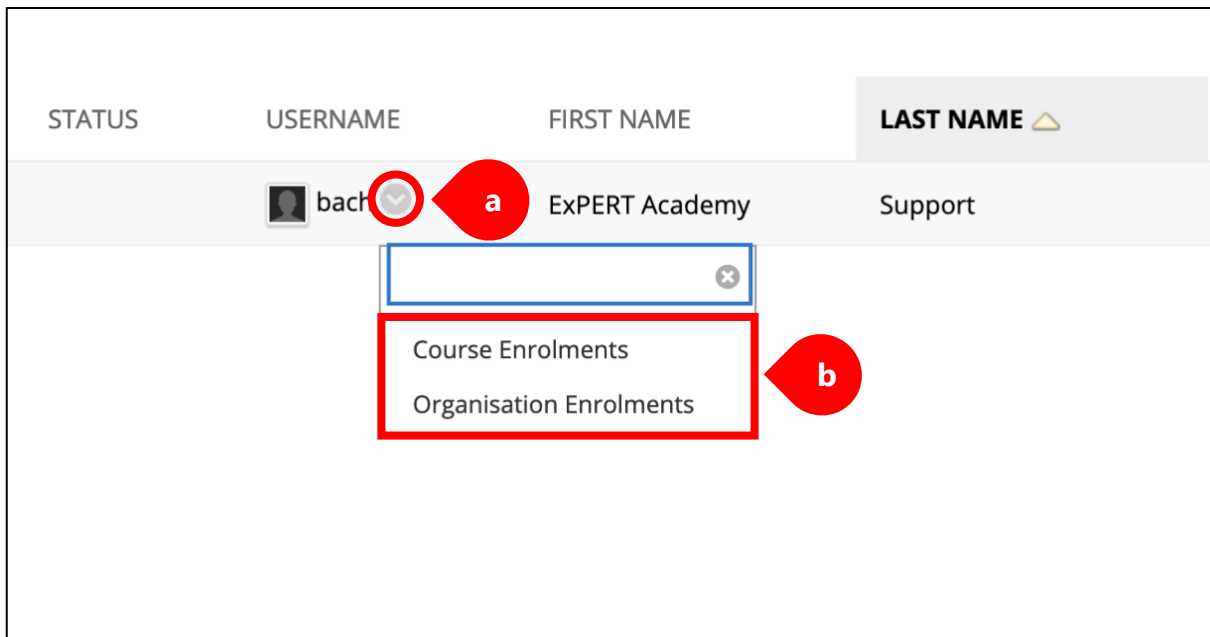 STATUS USERNAME FIRST NAME LAST NAME
bach a ExPERT Academy Support
Course Enrolments
b
Organisation Enrolments